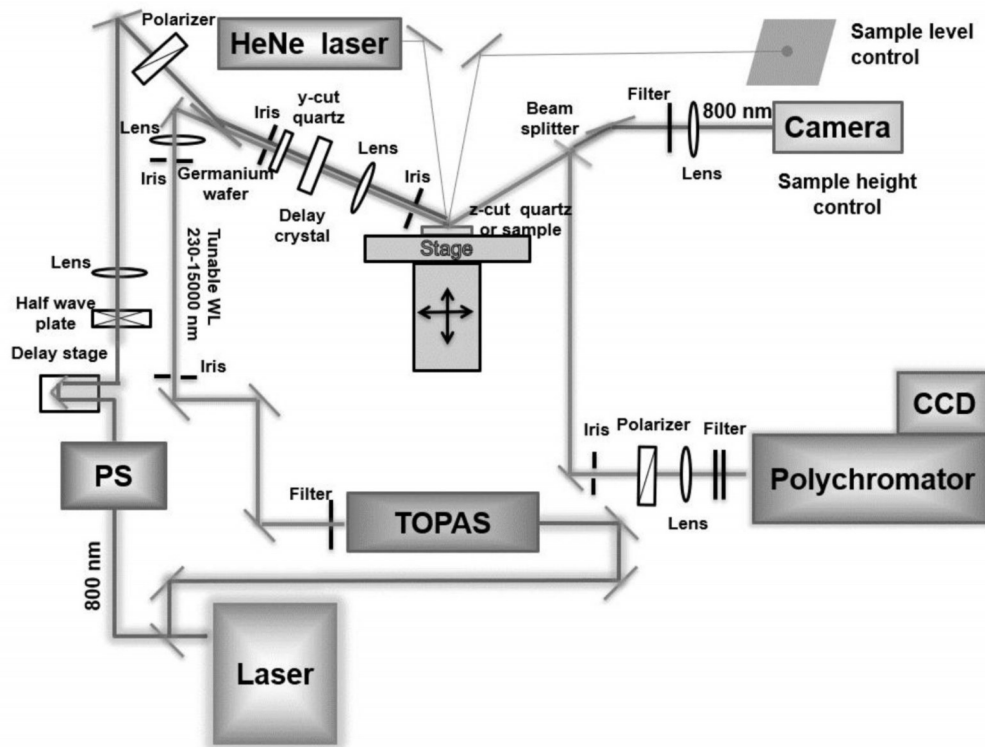 Polarizer
HeNe laser
Sample level
control
y-cut
quartz
Iris
Lens
Iris
Germanium
wafer
Delay
crystal
Lens
Iris
Beam
splitter
Filter
800 nm
Lens
Camera
Sample height
control
z-cut quartz
or sample
Stage
Tunable WL
230-15000 nm
Lens
Half wave
plate
Delay stage
Iris
PS
800 nm
Filter
TOPAS
Iris
Polarizer
Filter
Lens
CCD
Polychromator
Laser